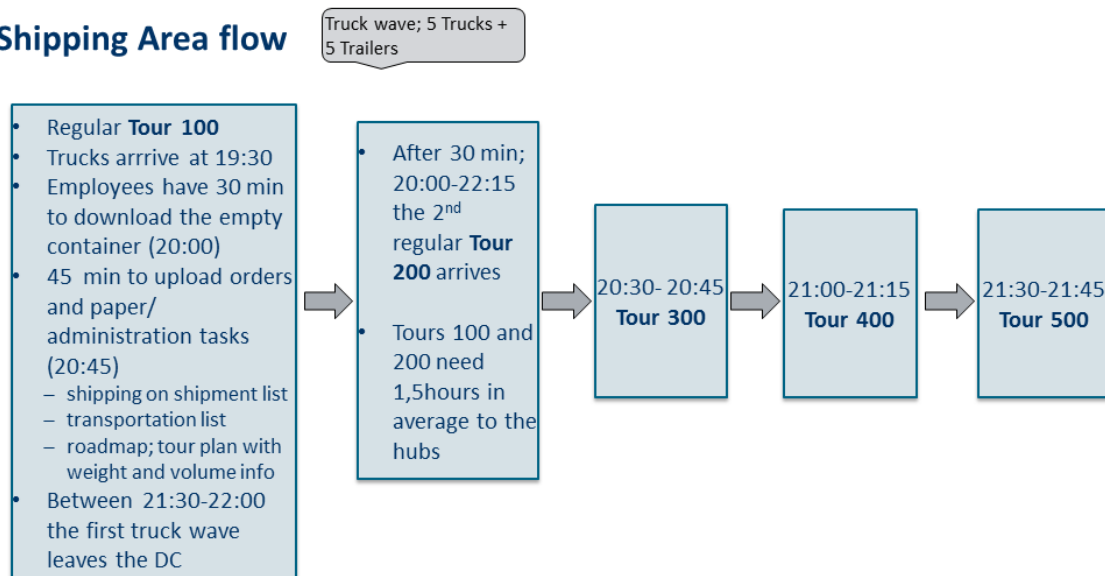 Shipping Area flow
Truck wave; 5 Trucks +
5 Trailers
• Regular Tour 100
• Trucks arrrive at 19:30
• Employees have 30 min
to download the empty
container (20:00)
• 45 min to upload orders
and paper/
administration tasks
(20:45)
– shipping on shipment list
– transportation list
– roadmap; tour plan with
weight and volume info
• Between 21:30-22:00
the first truck wave
leaves the DC
• After 30 min;
20:00-22:15
the 2nd
regular Tour
200 arrives
• Tours 100 and
200 need
1,5hours in
average to the
hubs
20:30- 20:45
Tour 300
21:00-21:15
Tour 400
21:30-21:45
Tour 500